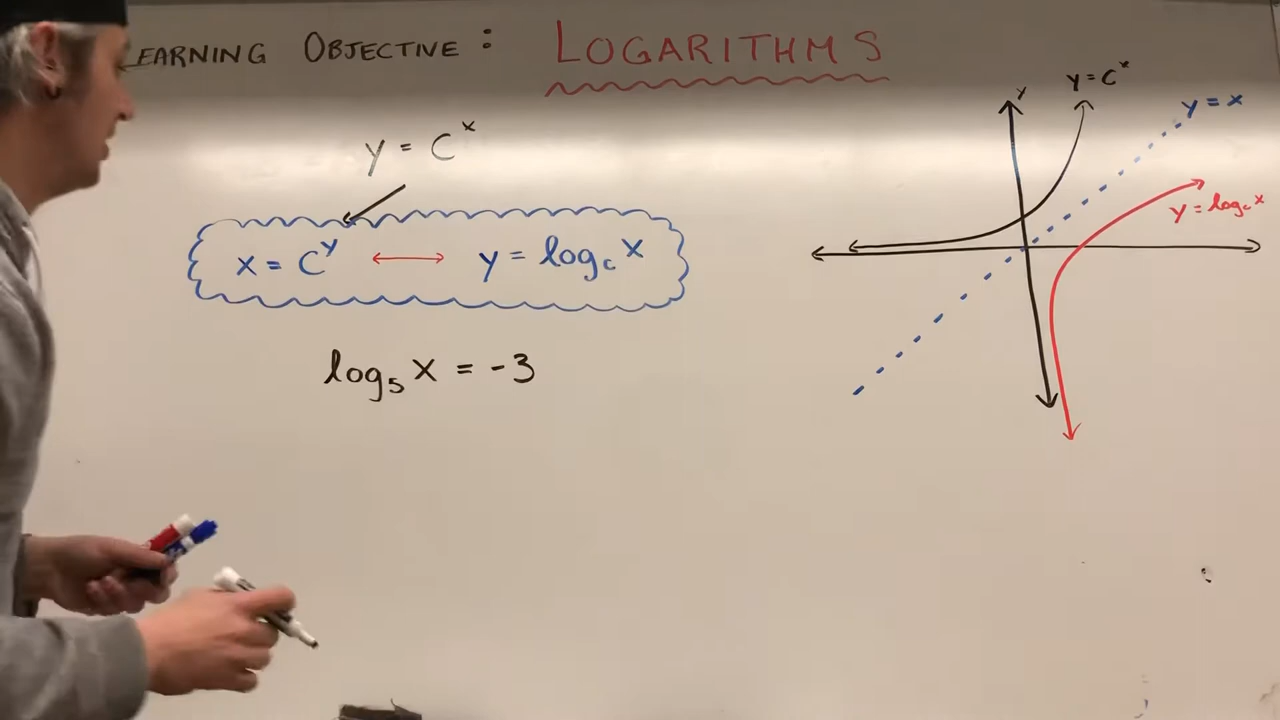 EARNING OBJECTIVE : LOGARITHMS
y = C^x
x = C^y ⟷ y = log_c x
log_5 x = -3
y
y = C^x
y = x
y = log_c x